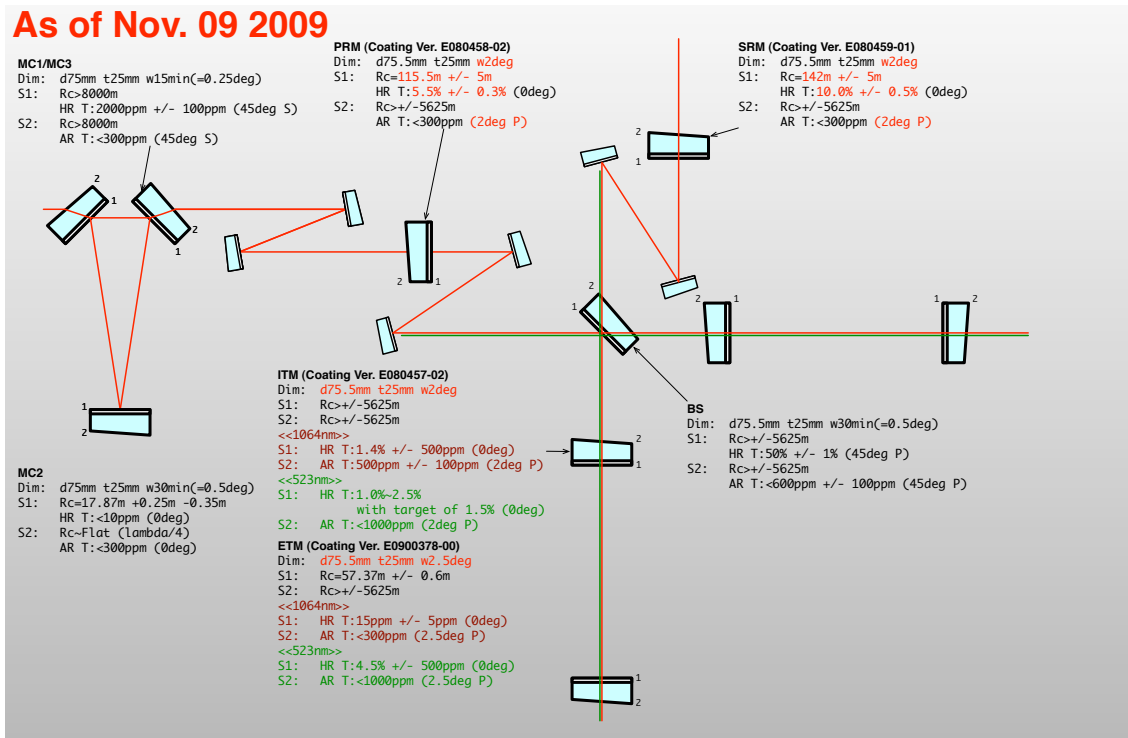 As of Nov. 09 2009
MC1/MC3
Dim: d75mm t25mm w15min(=0.25deg)
S1: Rc>8000m
HR T:2000ppm +/- 100ppm (45deg S)
S2: Rc>8000m
AR T:<300ppm (45deg S)
PRM (Coating Ver. E080458-02)
Dim: d75.5mm t25mm w2deg
S1: Rc=115.5m +/- 5m
HR T:5.5% +/- 0.3% (0deg)
S2: Rc>+/-5625m
AR T:<300ppm (2deg P)
SRM (Coating Ver. E080459-01)
Dim: d75.5mm t25mm w2deg
S1: Rc=142m +/- 5m
HR T:10.0% +/- 0.5% (0deg)
S2: Rc>+/-5625m
AR T:<300ppm (2deg P)
2
1
2
1
2
1
2
1
2
1
2
1
1
2
1
2
ITM (Coating Ver. E080457-02)
Dim: d75.5mm t25mm w2deg
S1: Rc>+/-5625m
S2: Rc>+/-5625m
<<1064nm>>
S1: HR T:1.4% +/- 500ppm (0deg)
S2: AR T:500ppm +/- 100ppm (2deg P)
<<523nm>>
S1: HR T:1.0%~2.5%
with target of 1.5% (0deg)
S2: AR T:<1000ppm (2deg P)
2
1
BS
Dim: d75.5mm t25mm w30min(=0.5deg)
S1: Rc>+/-5625m
HR T:50% +/- 1% (45deg P)
S2: Rc>+/-5625m
AR T:<600ppm +/- 100ppm (45deg P)
MC2
Dim: d75mm t25mm w30min(=0.5deg)
S1: Rc=17.87m +0.25m -0.35m
HR T:<10ppm (0deg)
S2: Rc~Flat (lambda/4)
AR T:<300ppm (0deg)
ETM (Coating Ver. E0900378-00)
Dim: d75.5mm t25mm w2.5deg
S1: Rc=57.37m +/- 0.6m
S2: Rc>+/-5625m
<<1064nm>>
S1: HR T:15ppm +/- 5ppm (0deg)
S2: AR T:<300ppm (2.5deg P)
<<523nm>>
S1: HR T:4.5% +/- 500ppm (0deg)
S2: AR T:<1000ppm (2.5deg P)
1
2